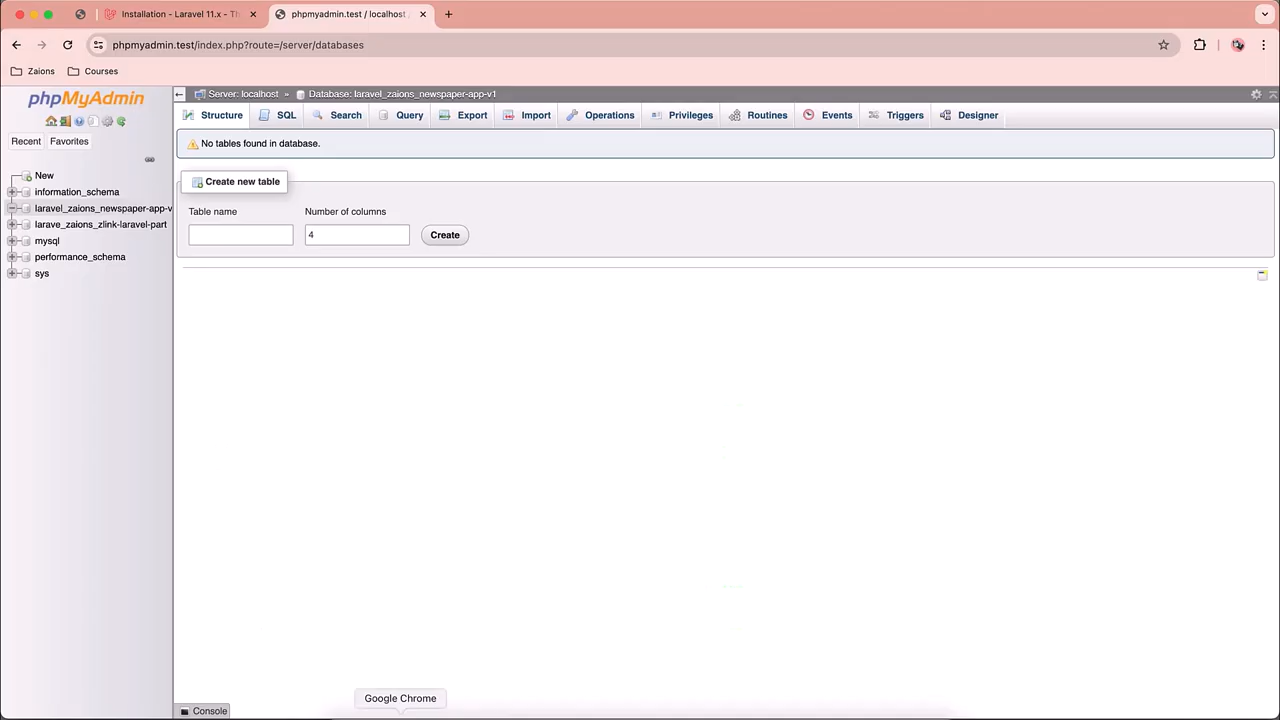 Installation - Laravel 11.x - Th
phpmyadmin.test / localhost /
phpmyadmin.test/index.php?route=/server/databases
Zaions
Courses
phpMyAdmin
Recent
Favorites
New
information_schema
laravel_zaions_newspaper-app-v
larave_zaions_zlink-laravel-part
mysql
performance_schema
sys
Server: localhost » Database: laravel_zaions_newspaper-app-v1
Structure
SQL
Search
Query
Export
Import
Operations
Privileges
Routines
Events
Triggers
Designer
No tables found in database.
Create new table
Table name
Number of columns
4
Create
Google Chrome
Console